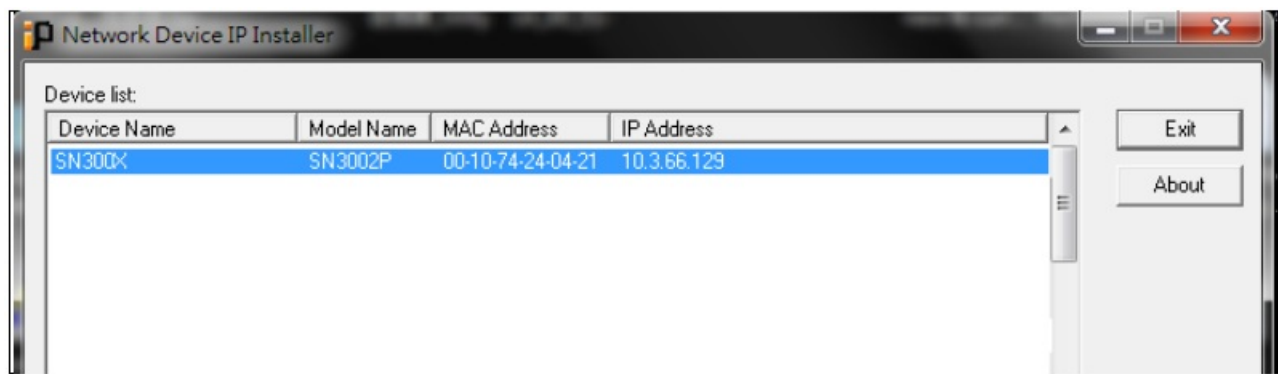 Network Device IP Installer
Device list:
Device Name Model Name MAC Address IP Address
Exit
SN300X SN3002P 00-10-74-24-04-21 10.3.66.129
About